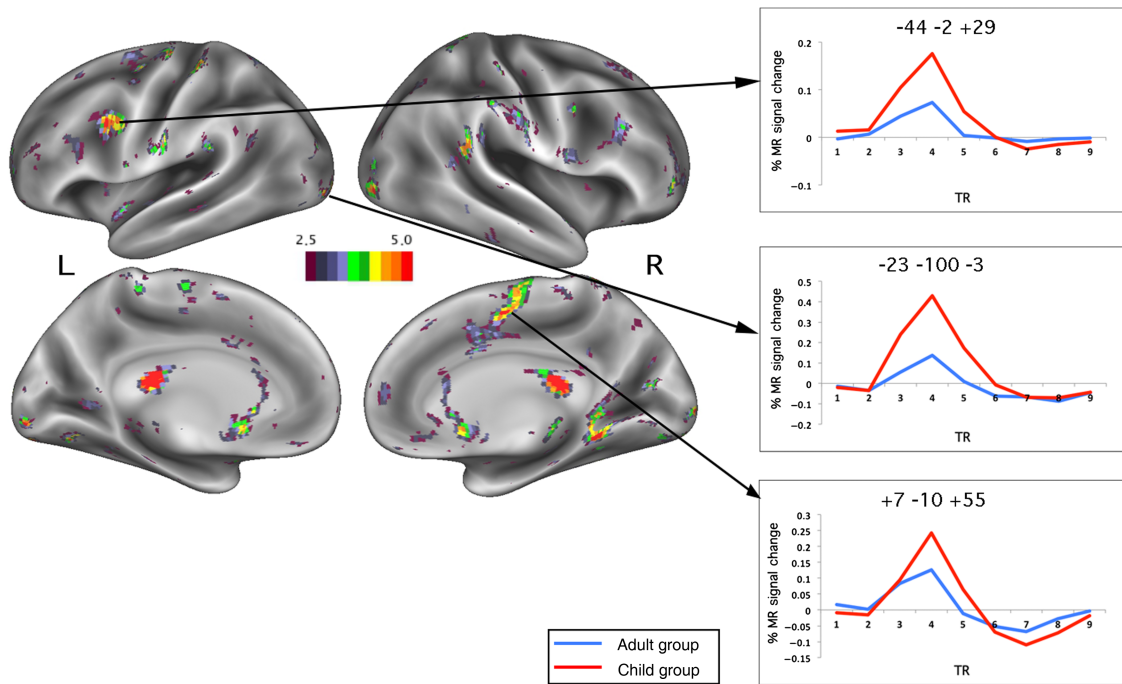 L
R
2.5 5.0
-44 -2 +29
% MR signal change
0.2
0.1
0
−0.1
1 2 3 4 5 6 7 8 9
TR
-23 -100 -3
% MR signal change
0.5
0.4
0.3
0.2
0.1
0
−0.1
−0.2
1 2 3 4 5 6 7 8 9
TR
+7 -10 +55
% MR signal change
0.3
0.25
0.2
0.15
0.1
0.05
0
−0.05
−0.1
−0.15
1 2 3 4 5 6 7 8 9
TR
Adult group
Child group